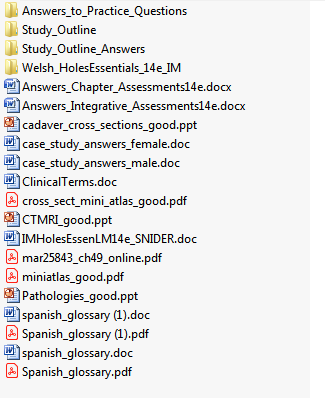 Answers_to_Practice_Questions
Study_Outline
Study_Outline_Answers
Welsh_HolesEssentials_14e_IM
Answers_Chapter_Assessments14e.docx
Answers_Integrative_Assessments14e.docx
cadaver_cross_sections_good.ppt
case_study_answers_female.doc
case_study_answers_male.doc
ClinicalTerms.doc
cross_sect_mini_atlas_good.pdf
CTMRI_good.ppt
IMHolesEssenLM14e_SNIDER.doc
mar25843_ch49_online.pdf
miniatlas_good.pdf
Pathologies_good.ppt
spanish_glossary (1).doc
Spanish_glossary (1).pdf
spanish_glossary.doc
Spanish_glossary.pdf